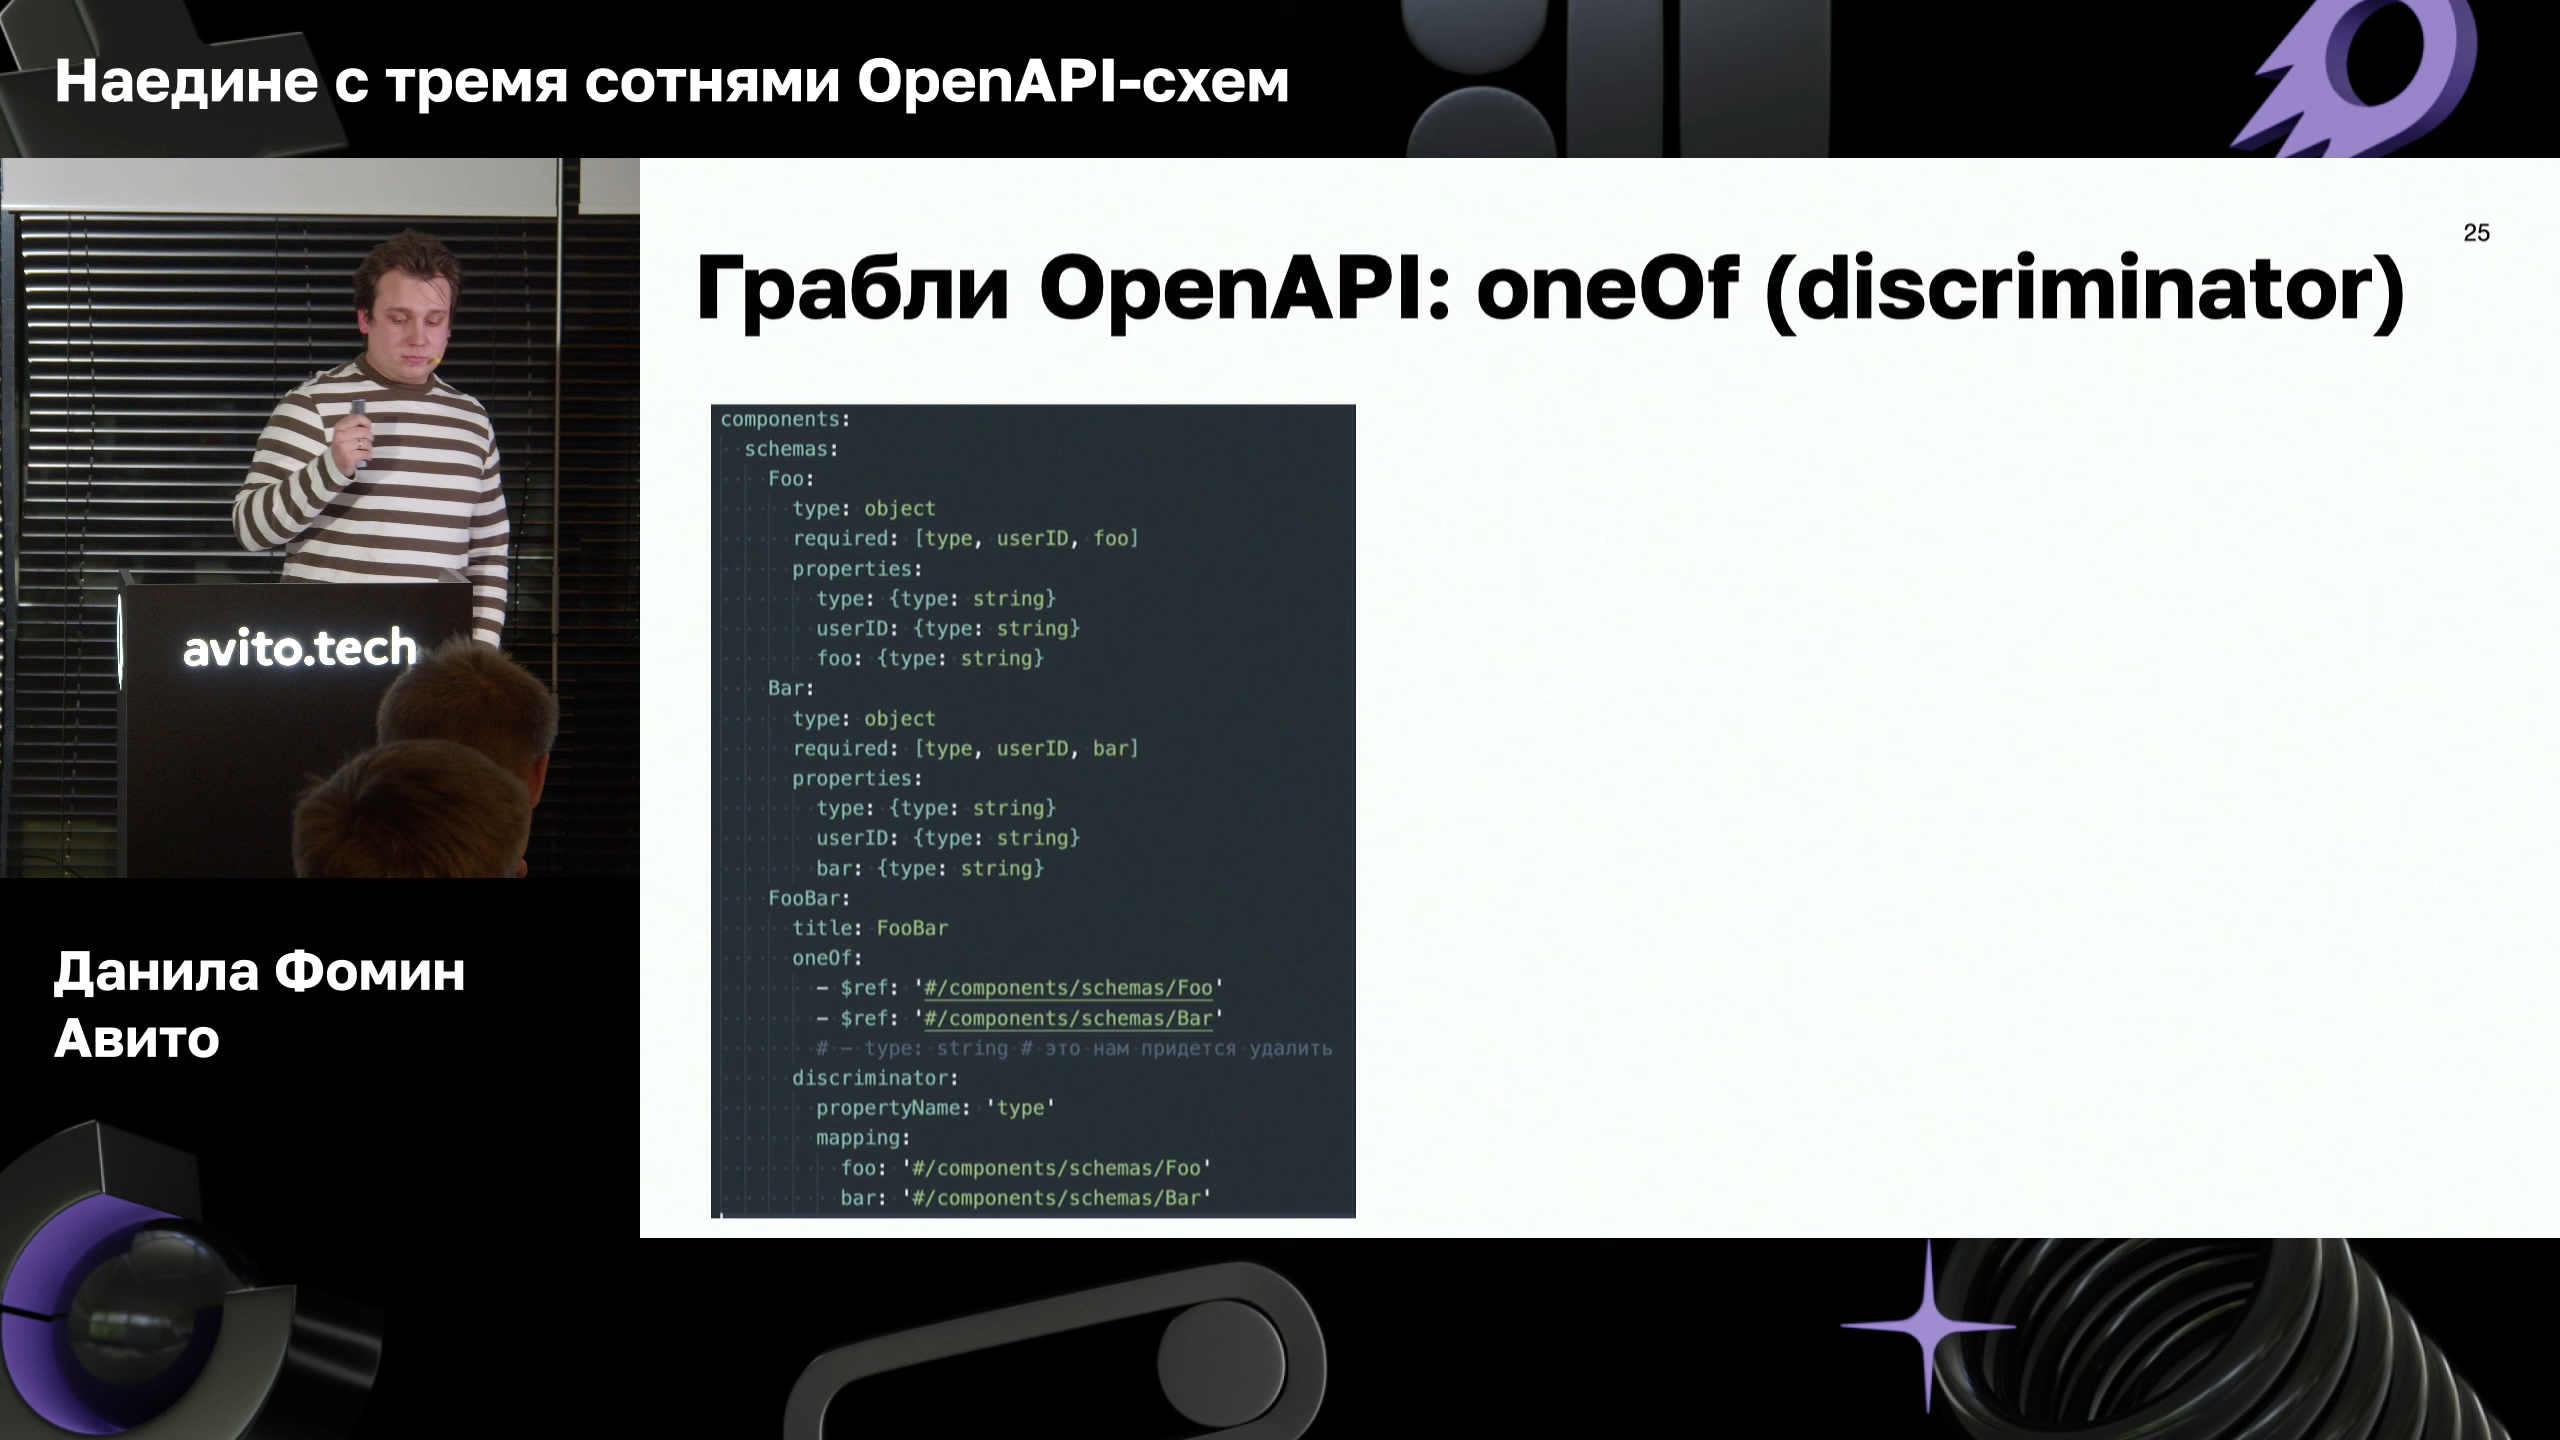 Наедине с тремя сотнями OpenAPI-схем
25
Грабли OpenAPI: oneOf (discriminator)
components:
  schemas:
    Foo:
      type: object
      required: [type, userID, foo]
      properties:
        type: {type: string}
        userID: {type: string}
        foo: {type: string}
    Bar:
      type: object
      required: [type, userID, bar]
      properties:
        type: {type: string}
        userID: {type: string}
        bar: {type: string}
    FooBar:
      title: FooBar
      oneOf:
        - $ref: '#/components/schemas/Foo'
        - $ref: '#/components/schemas/Bar'
        # - type: string # это нам придется удалить
      discriminator:
        propertyName: 'type'
        mapping:
          foo: '#/components/schemas/Foo'
          bar: '#/components/schemas/Bar'
avito.tech
Данила Фомин
Авито